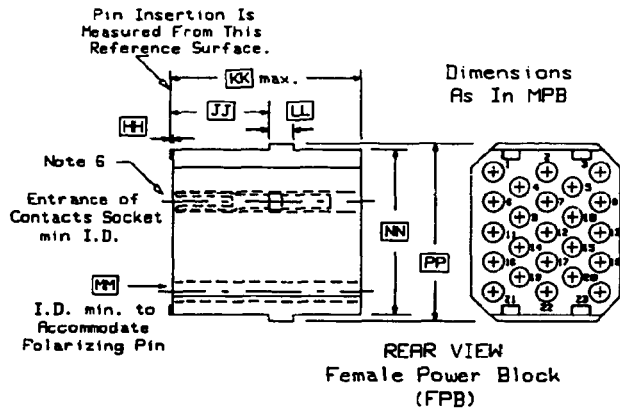 Pin Insertion Is
Measured From This
Reference Surface.
KK max.
JJ
LL
HH
Note 6
Entrance of
Contacts Socket
min I.D.
NN
PP
MM
I.D. min. to
Accommodate
Polarizing Pin
Dimensions
As In MPB
1 2 3
4 5
6 7 8
9 10
11 12 13
14 15
16 17 18
19 20
21 22 23
REAR VIEW
Female Power Block
(FPB)